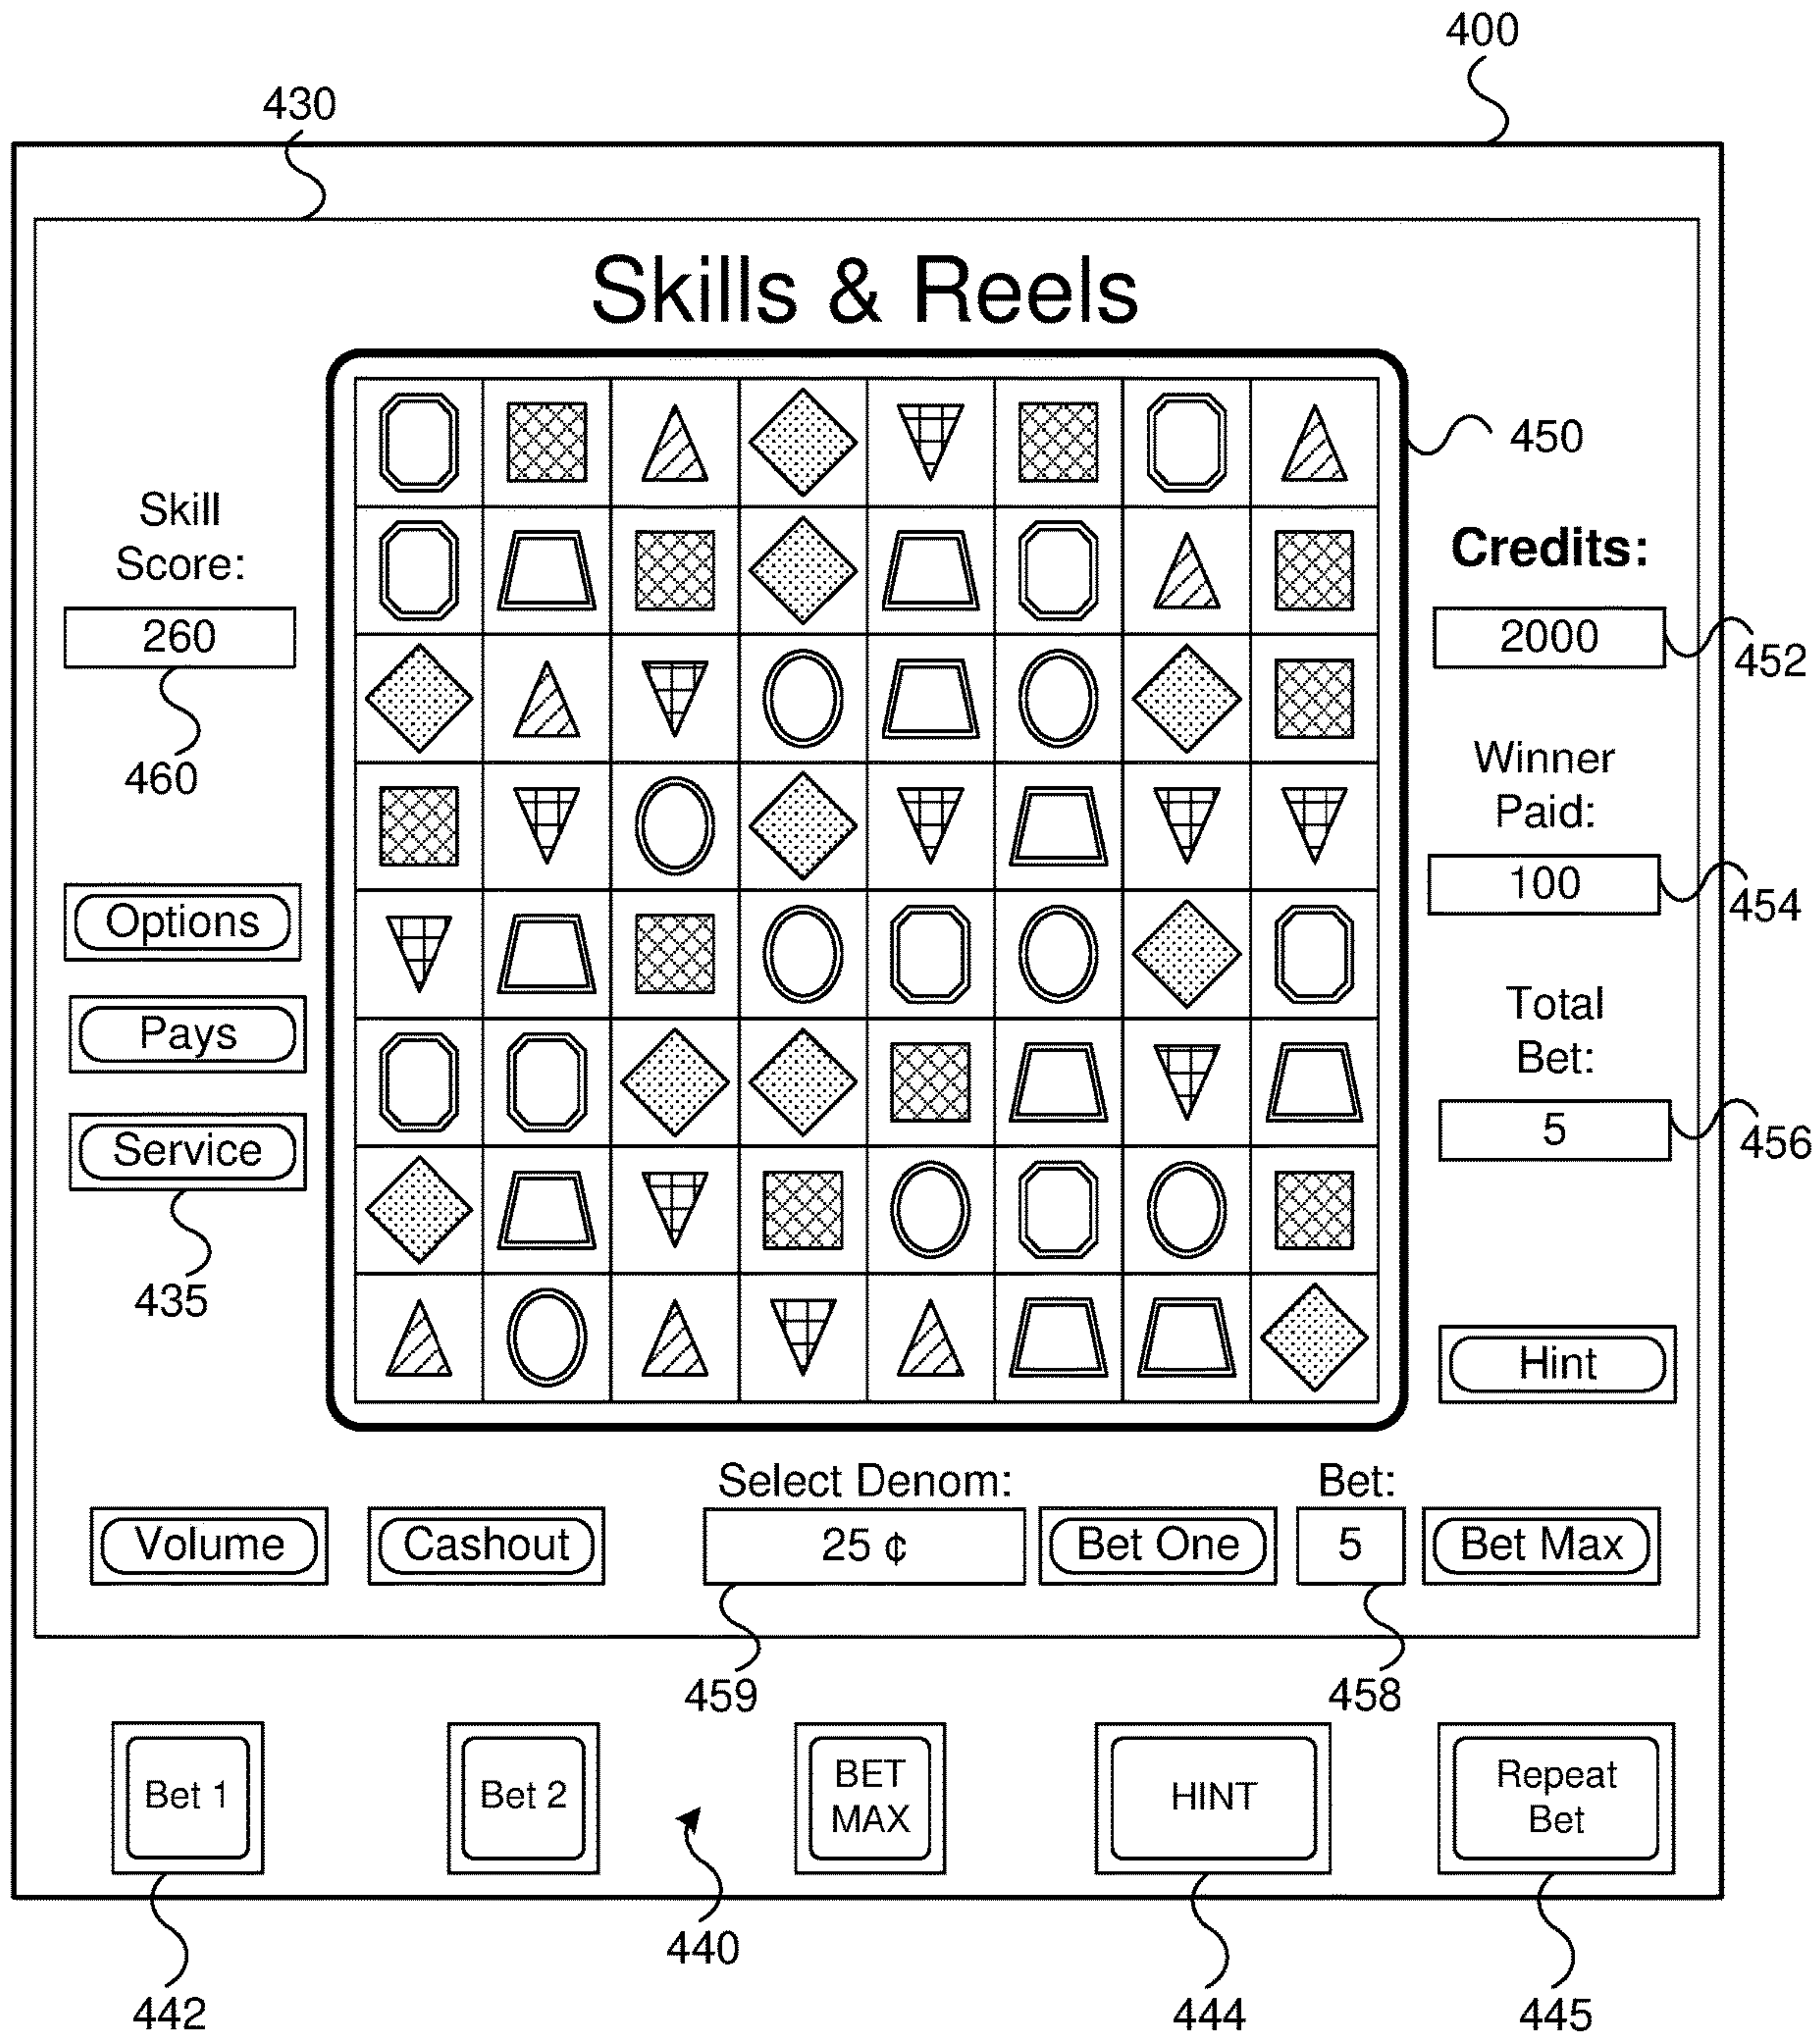 400
430
Skills & Reels
450
Skill
Score:
260
460
Credits:
2000
452
Winner
Paid:
100
454
Options
Pays
Service
435
Total
Bet:
5
456
Hint
Select Denom:
Bet:
Volume
Cashout
25 ¢
Bet One
5
Bet Max
459
458
Bet 1
Bet 2
BET
MAX
HINT
Repeat
Bet
440
442
444
445